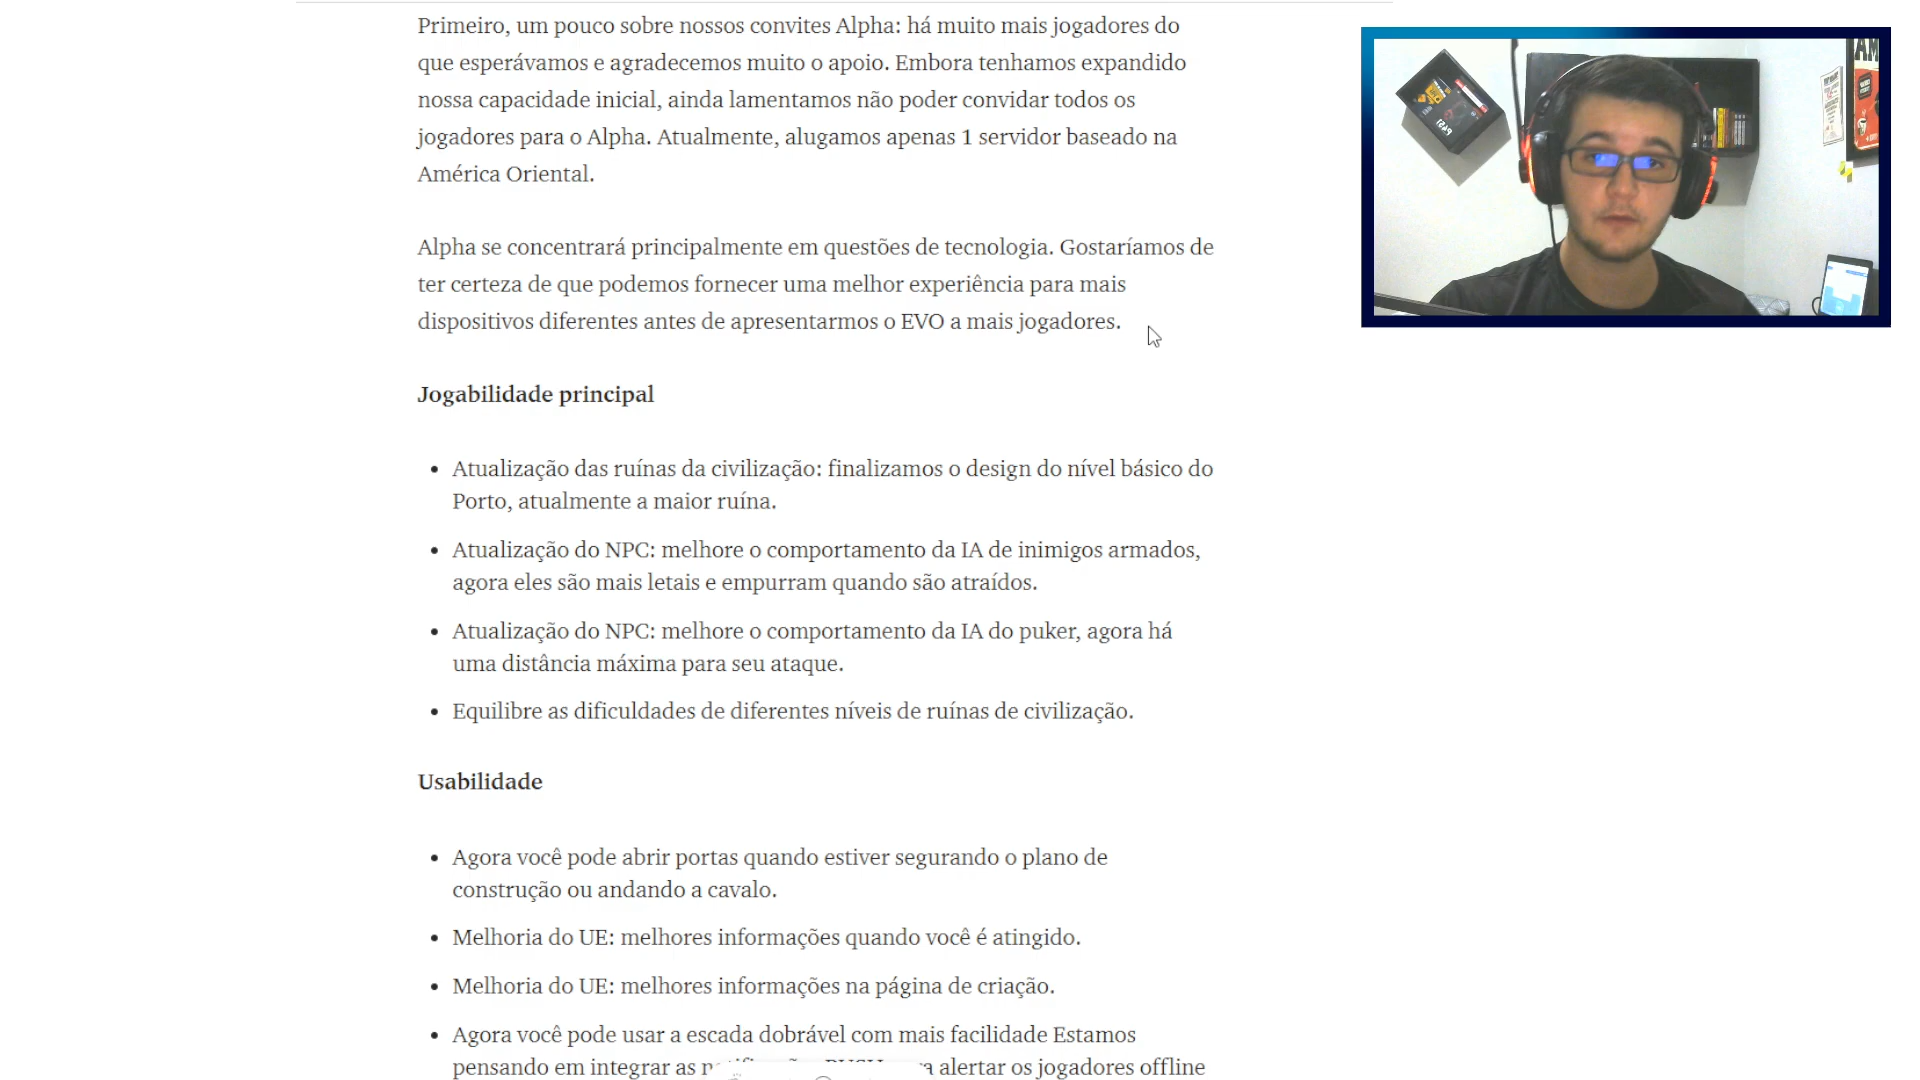 Primeiro, um pouco sobre nossos convites Alpha: há muito mais jogadores do
que esperávamos e agradecemos muito o apoio. Embora tenhamos expandido
nossa capacidade inicial, ainda lamentamos não poder convidar todos os
jogadores para o Alpha. Atualmente, alugamos apenas 1 servidor baseado na
América Oriental.
Alpha se concentrará principalmente em questões de tecnologia. Gostaríamos de
ter certeza de que podemos fornecer uma melhor experiência para mais
dispositivos diferentes antes de apresentarmos o EVO a mais jogadores.
Jogabilidade principal
• Atualização das ruínas da civilização: finalizamos o design do nível básico do
Porto, atualmente a maior ruína.
• Atualização do NPC: melhore o comportamento da IA de inimigos armados,
agora eles são mais letais e empurram quando são atraídos.
• Atualização do NPC: melhore o comportamento da IA do puker, agora há
uma distância máxima para seu ataque.
• Equilibre as dificuldades de diferentes níveis de ruínas de civilização.
Usabilidade
• Agora você pode abrir portas quando estiver segurando o plano de
construção ou andando a cavalo.
• Melhoria do UE: melhores informações quando você é atingido.
• Melhoria do UE: melhores informações na página de criação.
• Agora você pode usar a escada dobrável com mais facilidade Estamos
pensando em integrar as alertar os jogadores offline